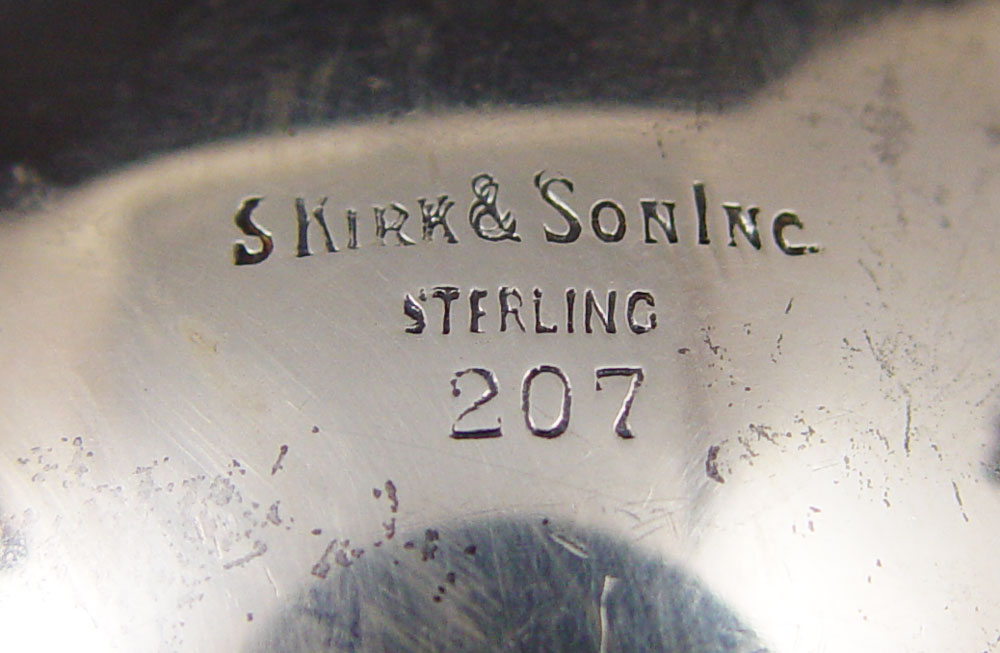 S KIRK & SON INC.
STERLING
207